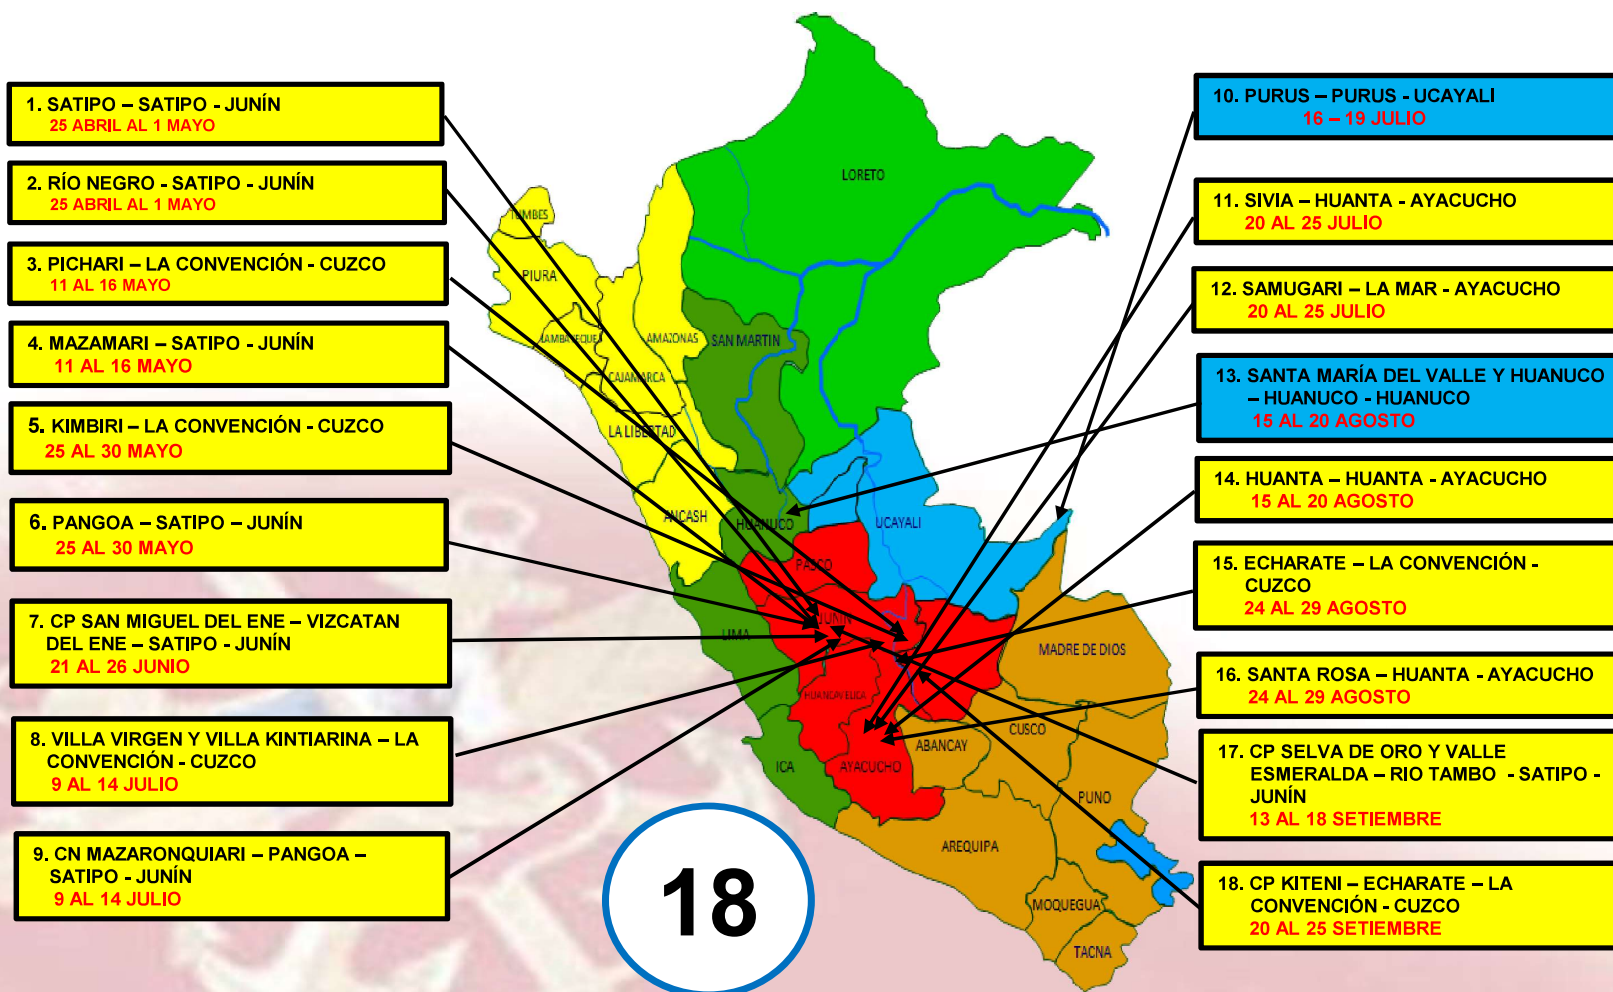 1. SATIPO – SATIPO - JUNÍN
25 ABRIL AL 1 MAYO
2. RÍO NEGRO - SATIPO - JUNÍN
25 ABRIL AL 1 MAYO
3. PICHARI – LA CONVENCIÓN - CUZCO
11 AL 16 MAYO
4. MAZAMARI – SATIPO - JUNÍN
11 AL 16 MAYO
5. KIMBIRI – LA CONVENCIÓN - CUZCO
25 AL 30 MAYO
6. PANGOA – SATIPO – JUNÍN
25 AL 30 MAYO
7. CP SAN MIGUEL DEL ENE – VIZCATAN
DEL ENE – SATIPO - JUNÍN
21 AL 26 JUNIO
8. VILLA VIRGEN Y VILLA KINTIARINA – LA
CONVENCIÓN - CUZCO
9 AL 14 JULIO
9. CN MAZARONQUIARI – PANGOA –
SATIPO - JUNÍN
9 AL 14 JULIO
LORETO
TUMBES
PIURA
LAMBAYEQUE
AMAZONAS
SAN MARTIN
CAJAMARCA
LA LIBERTAD
ANCASH
HUANUCO
UCAYALI
PASCO
JUNIN
LIMA
MADRE DE DIOS
HUANCAVELICA
CUSCO
ABANCAY
ICA
AYACUCHO
PUNO
AREQUIPA
MOQUEGUA
TACNA
18
10. PURUS – PURUS - UCAYALI
16 – 19 JULIO
11. SIVIA – HUANTA - AYACUCHO
20 AL 25 JULIO
12. SAMUGARI – LA MAR - AYACUCHO
20 AL 25 JULIO
13. SANTA MARÍA DEL VALLE Y HUANUCO
– HUANUCO - HUANUCO
15 AL 20 AGOSTO
14. HUANTA – HUANTA - AYACUCHO
15 AL 20 AGOSTO
15. ECHARATE – LA CONVENCIÓN -
CUZCO
24 AL 29 AGOSTO
16. SANTA ROSA – HUANTA - AYACUCHO
24 AL 29 AGOSTO
17. CP SELVA DE ORO Y VALLE
ESMERALDA – RIO TAMBO - SATIPO -
JUNÍN
13 AL 18 SETIEMBRE
18. CP KITENI – ECHARATE – LA
CONVENCIÓN - CUZCO
20 AL 25 SETIEMBRE